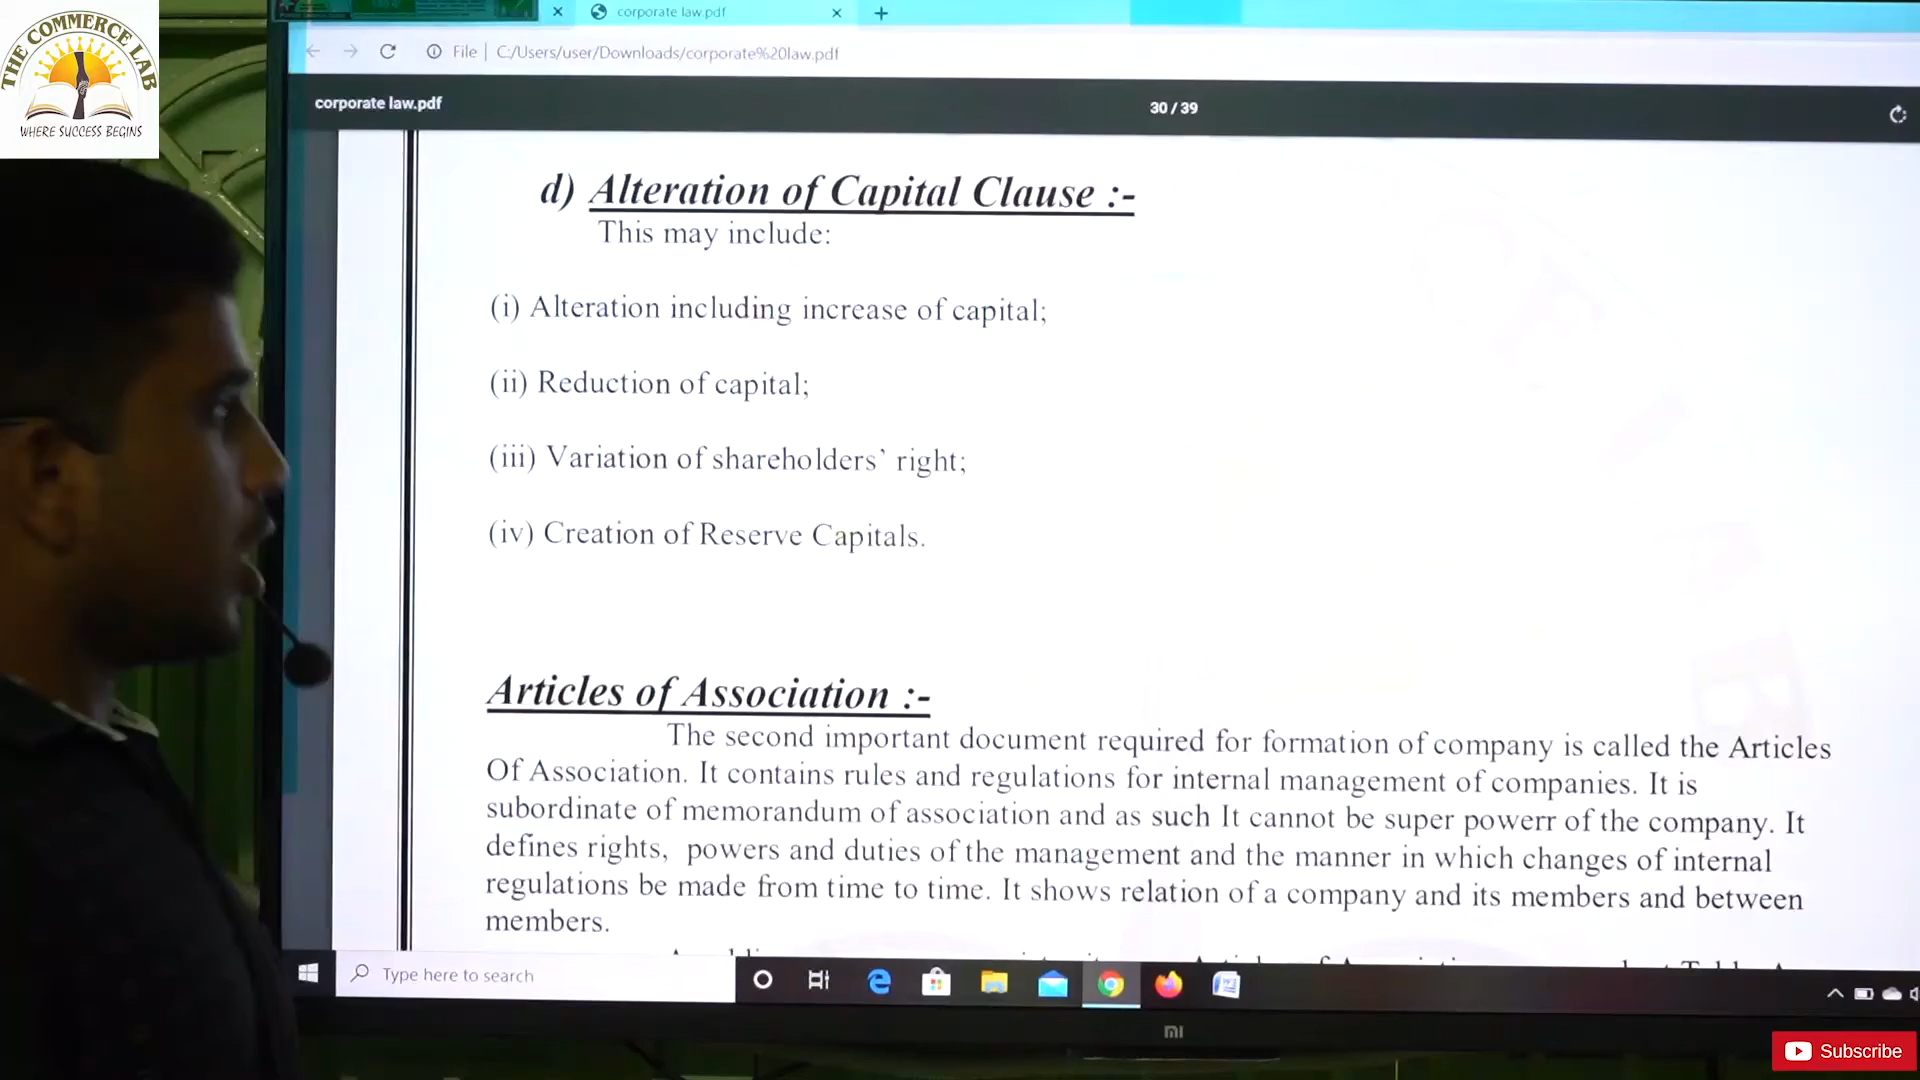 THE COMMERCE LAB
WHERE SUCCESS BEGINS
corporate law.pdf
File | C:/Users/user/Downloads/corporate%20law.pdf
corporate law.pdf
30 / 39
d) Alteration of Capital Clause :-
This may include:
(i) Alteration including increase of capital;
(ii) Reduction of capital;
(iii) Variation of shareholders’ right;
(iv) Creation of Reserve Capitals.
Articles of Association :-
The second important document required for formation of company is called the Articles
Of Association. It contains rules and regulations for internal management of companies. It is
subordinate of memorandum of association and as such It cannot be super powerr of the company. It
defines rights, powers and duties of the management and the manner in which changes of internal
regulations be made from time to time. It shows relation of a company and its members and between
members.
Type here to search
mi
Subscribe